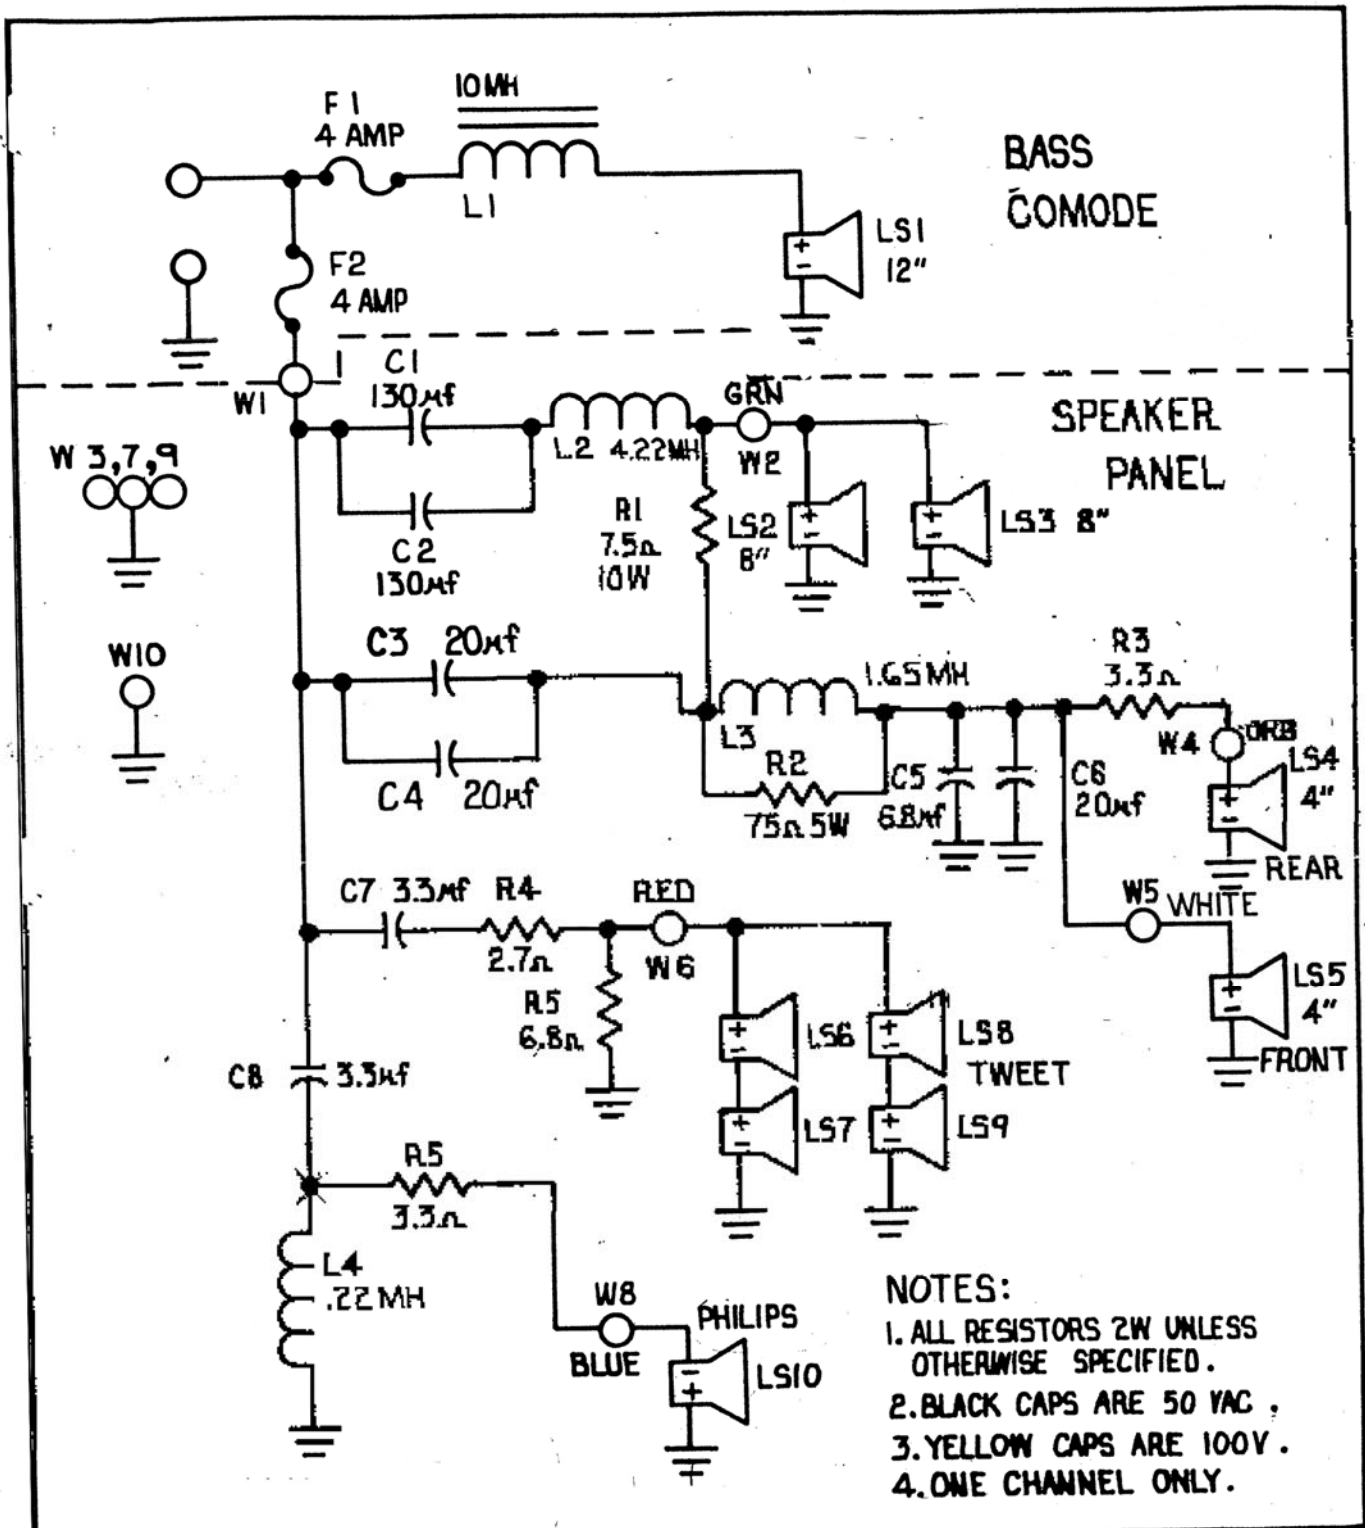 F1
4 AMP
10MH
L1
BASS
COMODE
+
-
LS1
12"
F2
4 AMP
W1
C1
130µf
GRN
L2 4.22MH
W2
SPEAKER
PANEL
W 3,7,9
C2
130µf
R1
7.5Ω
10W
LS2
8"
+
-
+
-
LS3 8"
W10
C3 20µf
C4 20µf
1.65MH
L3
R2
75Ω 5W
C5
6.8µf
C6
20µf
R3
3.3Ω
W4
LS4
4"
+
-
REAR
W5 WHITE
LS5
4"
+
-
FRONT
C7 3.3µf
R4
2.7Ω
RED
W6
R5
6.8Ω
+
-
LS6
+
-
LS8
TWEET
+
-
LS7
+
-
LS9
C8 3.3µf
R5
3.3Ω
L4
.22MH
W8
BLUE
PHILIPS
-
+
LS10
NOTES:
1. ALL RESISTORS 2W UNLESS
OTHERWISE SPECIFIED.
2. BLACK CAPS ARE 50 VAC.
3. YELLOW CAPS ARE 100V.
4. ONE CHANNEL ONLY.